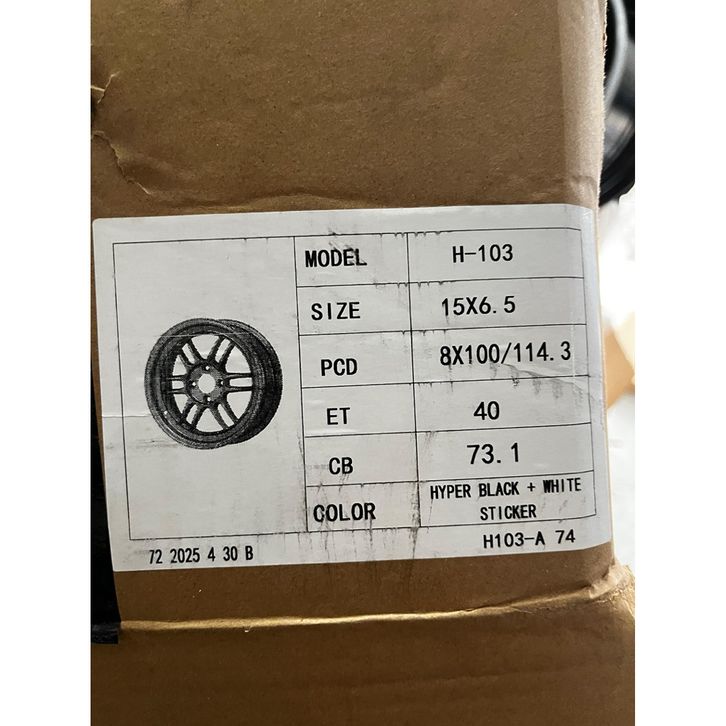 MODEL H-103
SIZE 15X6.5
PCD 8X100/114.3
ET 40
CB 73.1
COLOR HYPER BLACK + WHITE
STICKER
72 2025 4 30 B H103-A 74